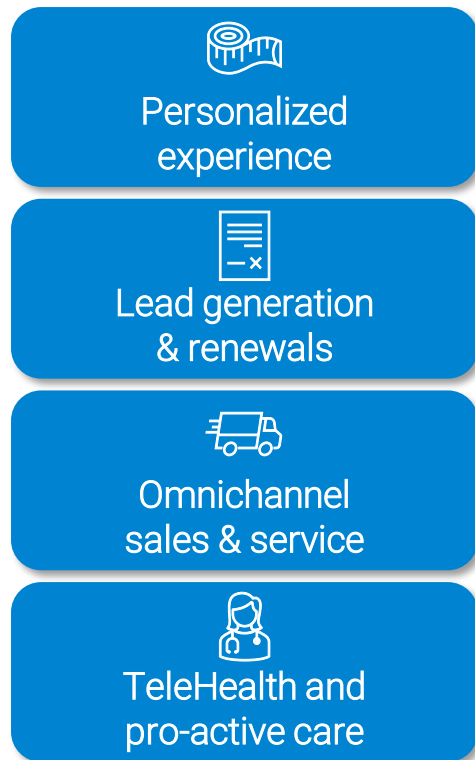 Personalized
experience
Lead generation
& renewals
Omnichannel
sales & service
TeleHealth and
pro-active care